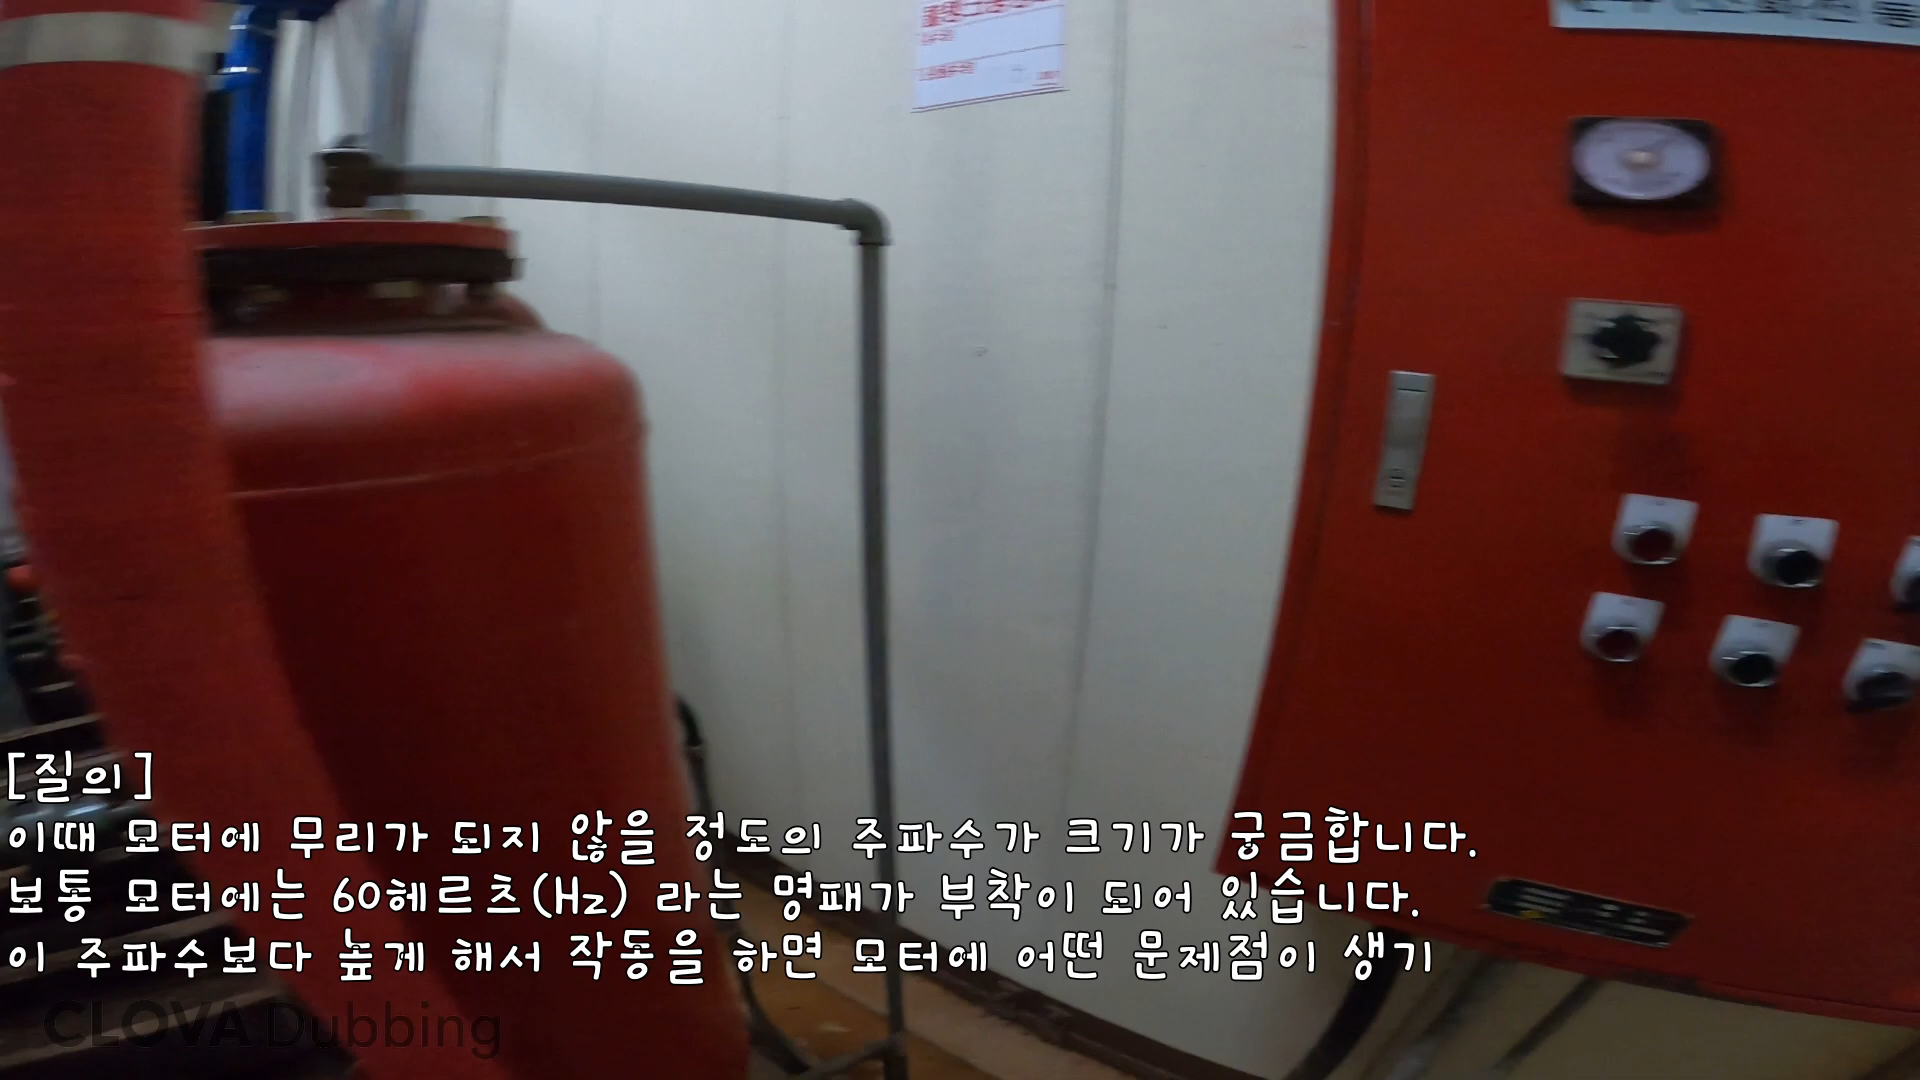 [질의]
이때 모터에 무리가 되지 않을 정도의 주파수가 크기가 궁금합니다.
보통 모터에는 60헤르츠(Hz) 라는 명패가 부착이 되어 있습니다.
이 주파수보다 높게 해서 작동을 하면 모터에 어떤 문제점이 생기
CLOVA Dubbing